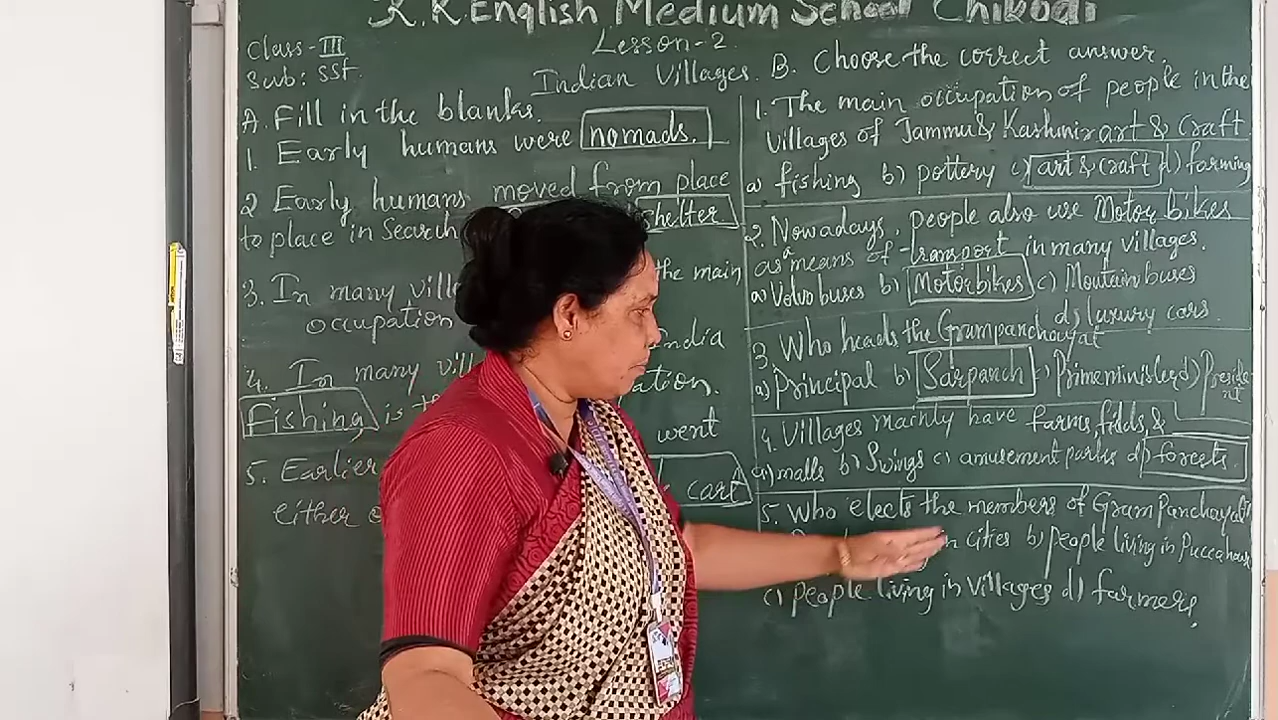 K.K.English Medium School Chikodi
Class-III
Sub: SSt.
Lesson-2.
Indian Villages.
A. Fill in the blanks.
1. Early humans were nomads.
2 Early humans moved from place
to place in Search shelter
3. In many the main
occupation India
4. In many
Fishing is
5. Earlier went
either cart
B. Choose the correct answer.
1. The main occupation of people in the
Villages of Jammu & Kashmir art & craft
a) fishing b) pottery c) art & craft d) farming
2. Nowadays, people also use Motor bikes
as a means of transport in many villages.
a) Volvo buses b) Motorbikes c) Mountain buses
d) luxury cars.
3. Who heads the Grampanchayat
a) Principal b) Sarpanch c) Primeminister d) President
4. Villages mainly have farms, fields, &
a) malls b) Swings c) amusement parks d) forests.
5. Who elects the members of Gram Panchayat
in cities b) people living in Pucca
c) people living in villages d) farmers,